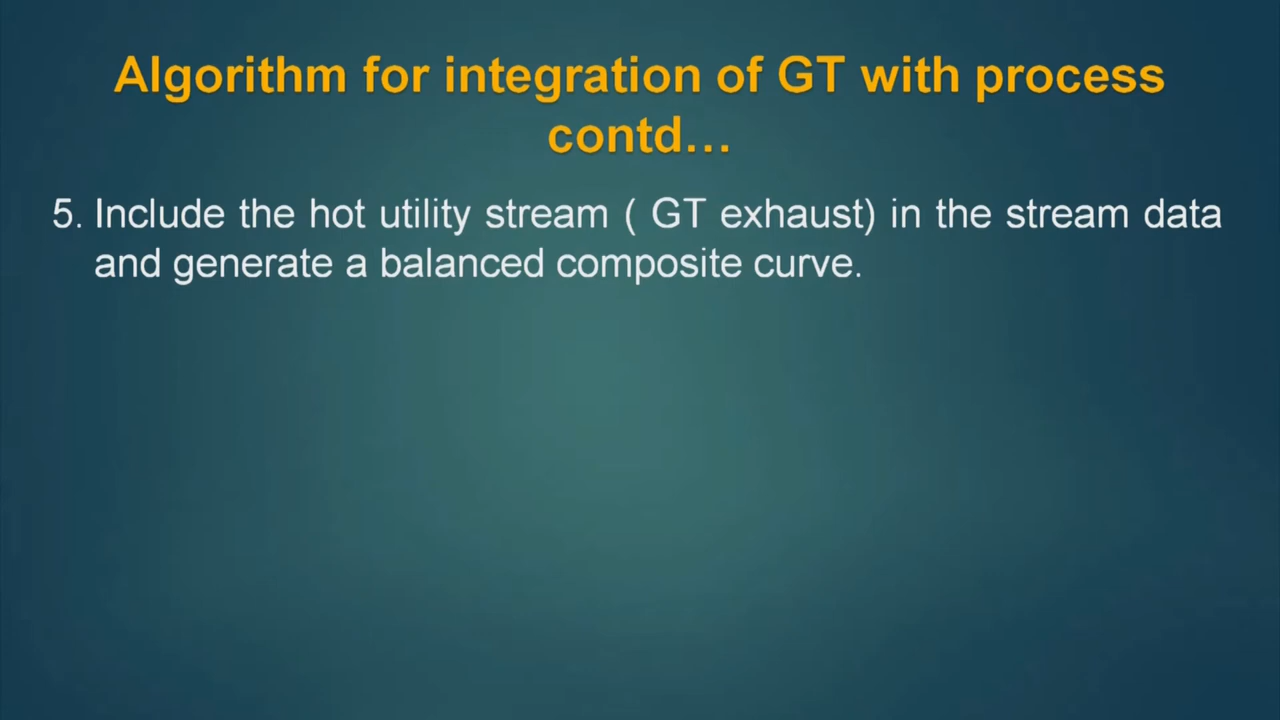 Algorithm for integration of GT with process
contd...
5. Include the hot utility stream ( GT exhaust) in the stream data
and generate a balanced composite curve.